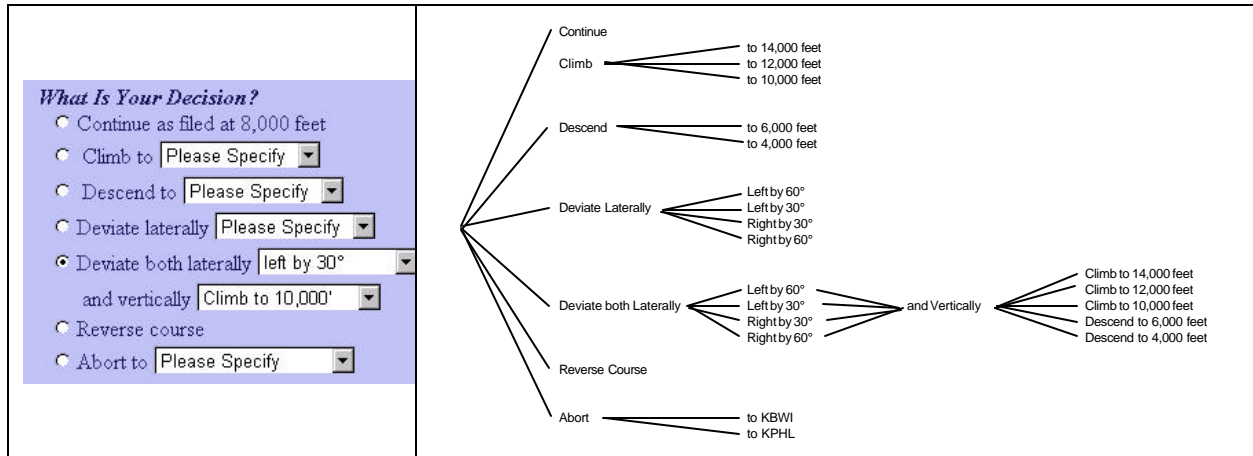 What Is Your Decision?
Continue as filed at 8,000 feet
Climb to Please Specify
Descend to Please Specify
Deviate laterally Please Specify
Deviate both laterally left by 30°
and vertically Climb to 10,000'
Reverse course
Abort to Please Specify
Continue
Climb
to 14,000 feet
to 12,000 feet
to 10,000 feet
Descend
to 6,000 feet
to 4,000 feet
Deviate Laterally
Left by 60°
Left by 30°
Right by 30°
Right by 60°
Deviate both Laterally
Left by 60°
Left by 30°
Right by 30°
Right by 60°
and Vertically
Climb to 14,000 feet
Climb to 12,000 feet
Climb to 10,000 feet
Descend to 6,000 feet
Descend to 4,000 feet
Reverse Course
Abort
to KBWI
to KPHL